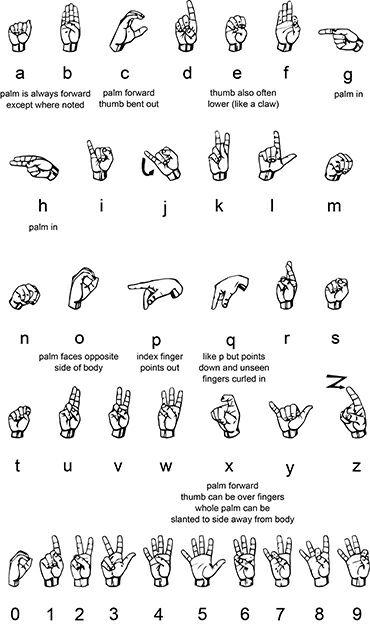 a b c d e f g
palm is always forward except where noted
palm forward thumb bent out
thumb also often lower (like a claw)
palm in
h i j k l m
palm in
n o p q r s
palm faces opposite side of body
index finger points out
like p but points down and unseen fingers curled in
Z
t u v w x y z
palm forward
thumb can be over fingers
whole palm can be
slanted to side away from body
0 1 2 3 4 5 6 7 8 9